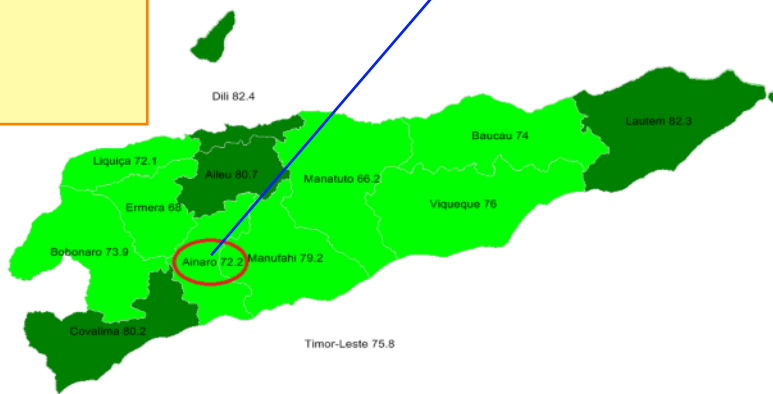 Dili 82.4
Lautem 82.3
Baucau 74
Liquiça 72.1
Aileu 80.7
Manatuto 66.2
Ermera 68
Viqueque 76
Bobonaro 73.9
Ainaro 72.2
Manufahi 79.2
Covalima 80.2
Timor-Leste 75.8